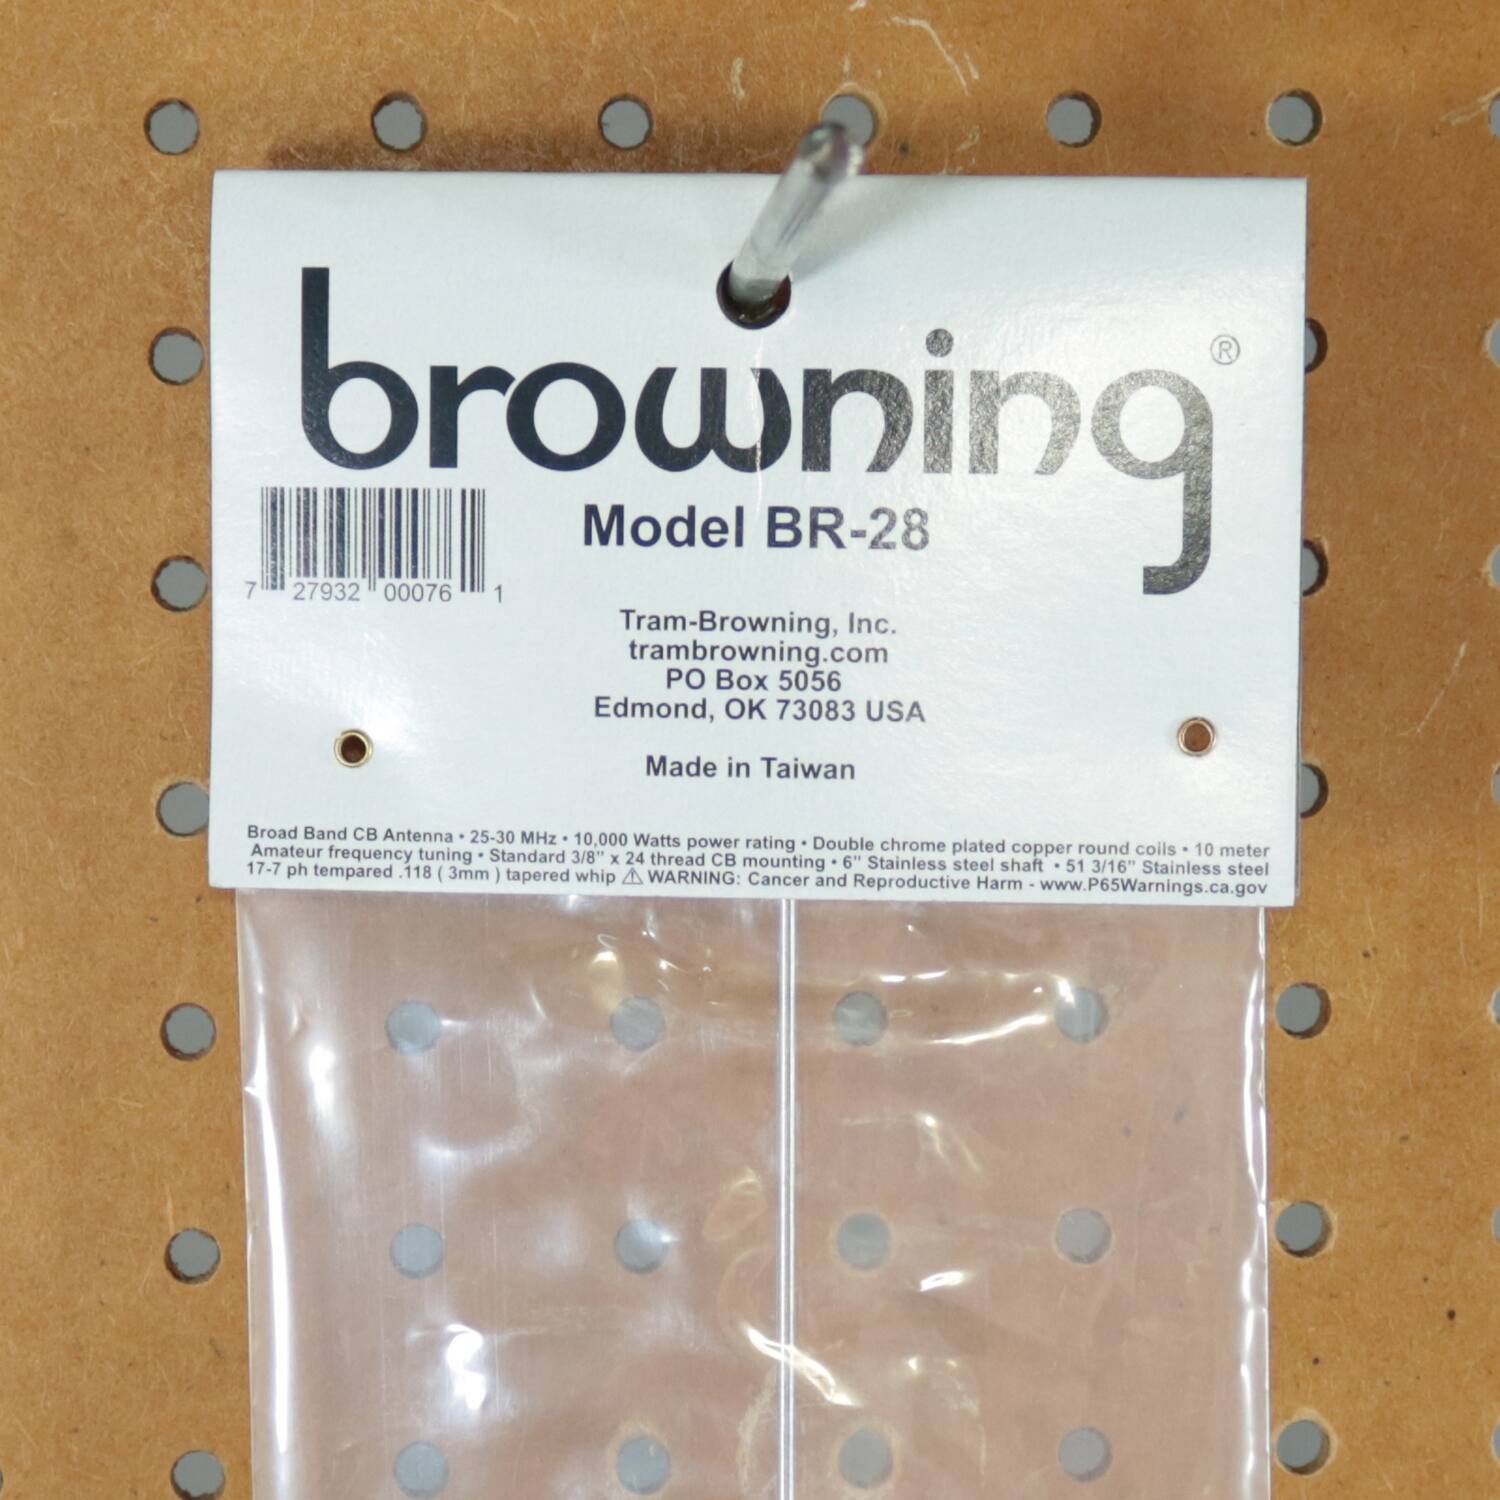 browning®
Model BR-28
7 27932 00076 1
Tram-Browning, Inc.
trambrowning.com
PO Box 5056
Edmond, OK 73083 USA
Made in Taiwan
Broad Band CB Antenna • 25-30 MHz • 10,000 Watts power rating • Double chrome plated copper round coils • 10 meter
Amateur frequency tuning • Standard 3/8" x 24 thread CB mounting • 6" Stainless steel shaft • 51 3/16" Stainless steel
17-7 ph tempared .118 ( 3mm ) tapered whip ⚠ WARNING: Cancer and Reproductive Harm - www.P65Warnings.ca.gov